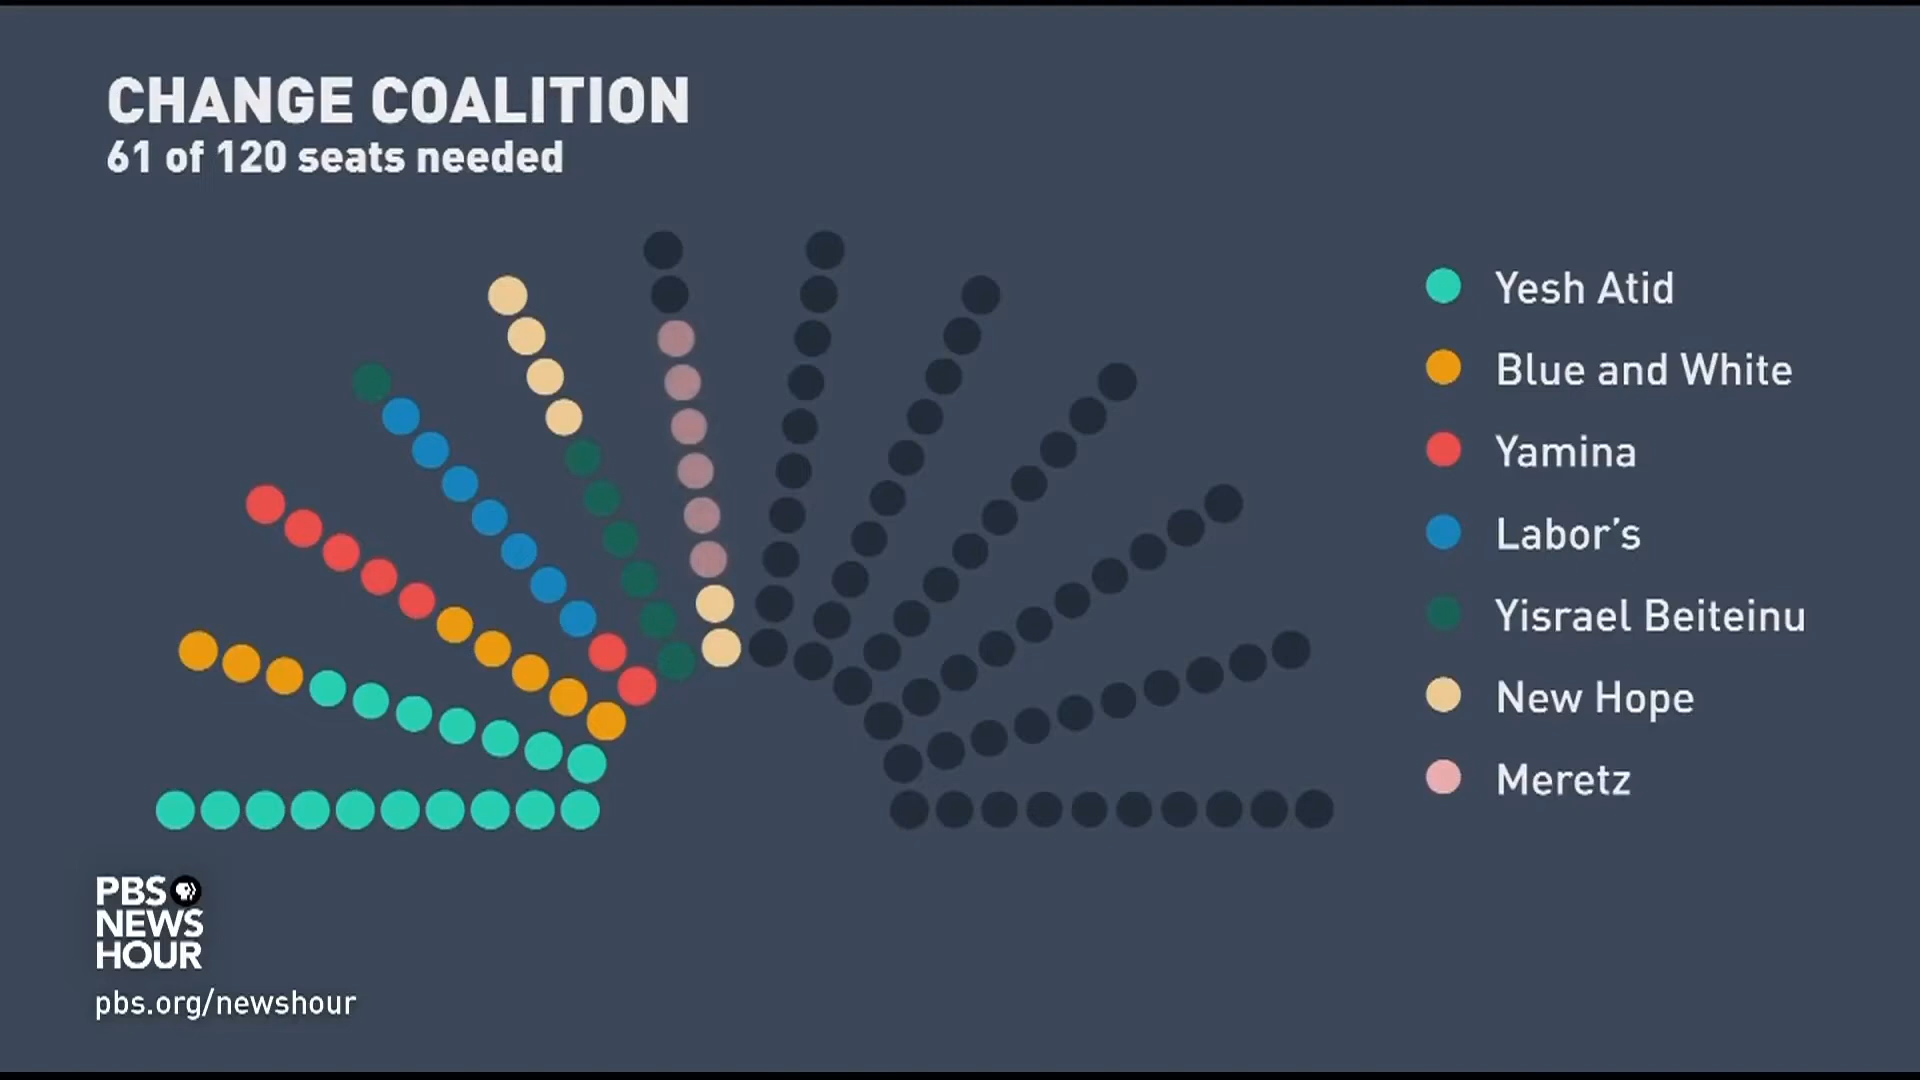 CHANGE COALITION
61 of 120 seats needed
Yesh Atid
Blue and White
Yamina
Labor’s
Yisrael Beiteinu
New Hope
Meretz
PBS
NEWS
HOUR
pbs.org/newshour